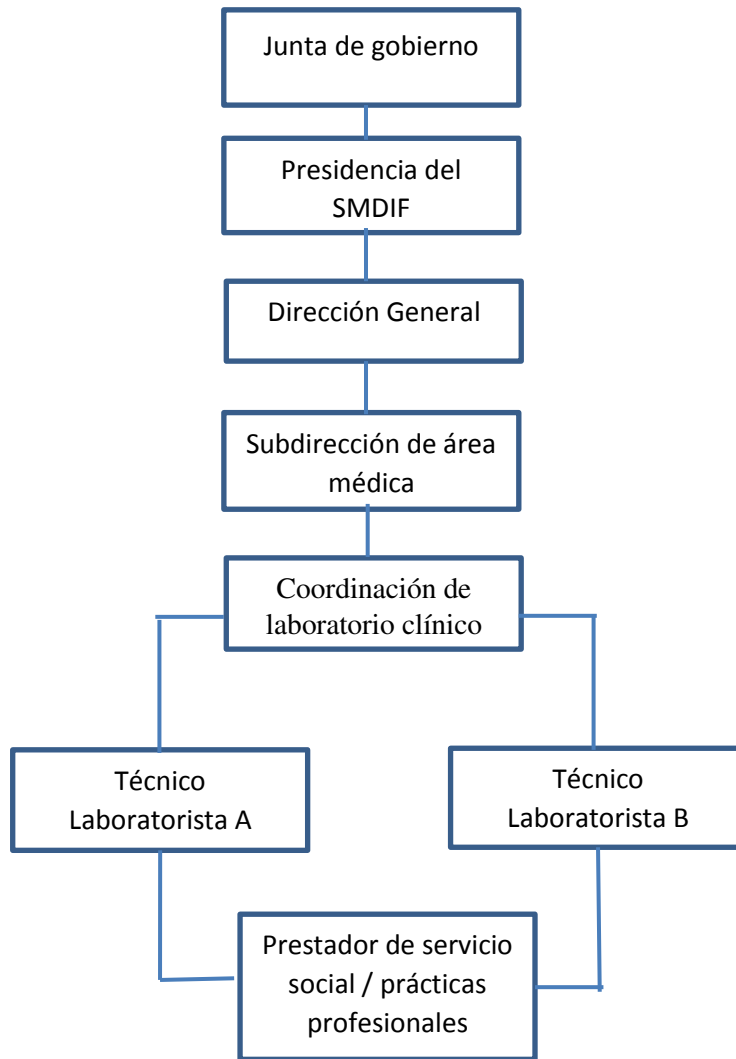 Junta de gobierno
Presidencia del
SMDIF
Dirección General
Subdirección de área
médica
Coordinación de
laboratorio clínico
Técnico
Laboratorista A
Técnico
Laboratorista B
Prestador de servicio
social / prácticas
profesionales